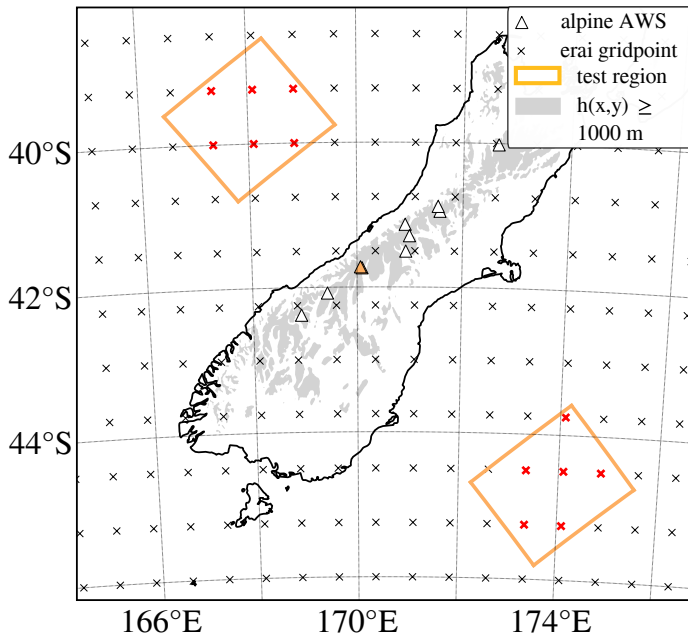 alpine AWS
erai gridpoint
test region
h(x,y) ≥
1000 m
40°S
42°S
44°S
166°E 170°E 174°E